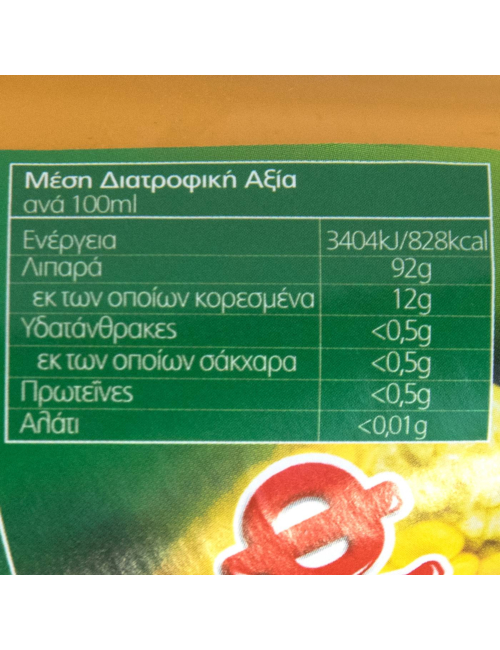 Μέση Διατροφική Αξία
ανά 100ml
Ενέργεια 3404kJ/828kcal
Λιπαρά 92g
εκ των οποίων κορεσμένα 12g
Υδατάνθρακες <0,5g
εκ των οποίων σάκχαρα <0,5g
Πρωτεΐνες <0,5g
Αλάτι <0,01g